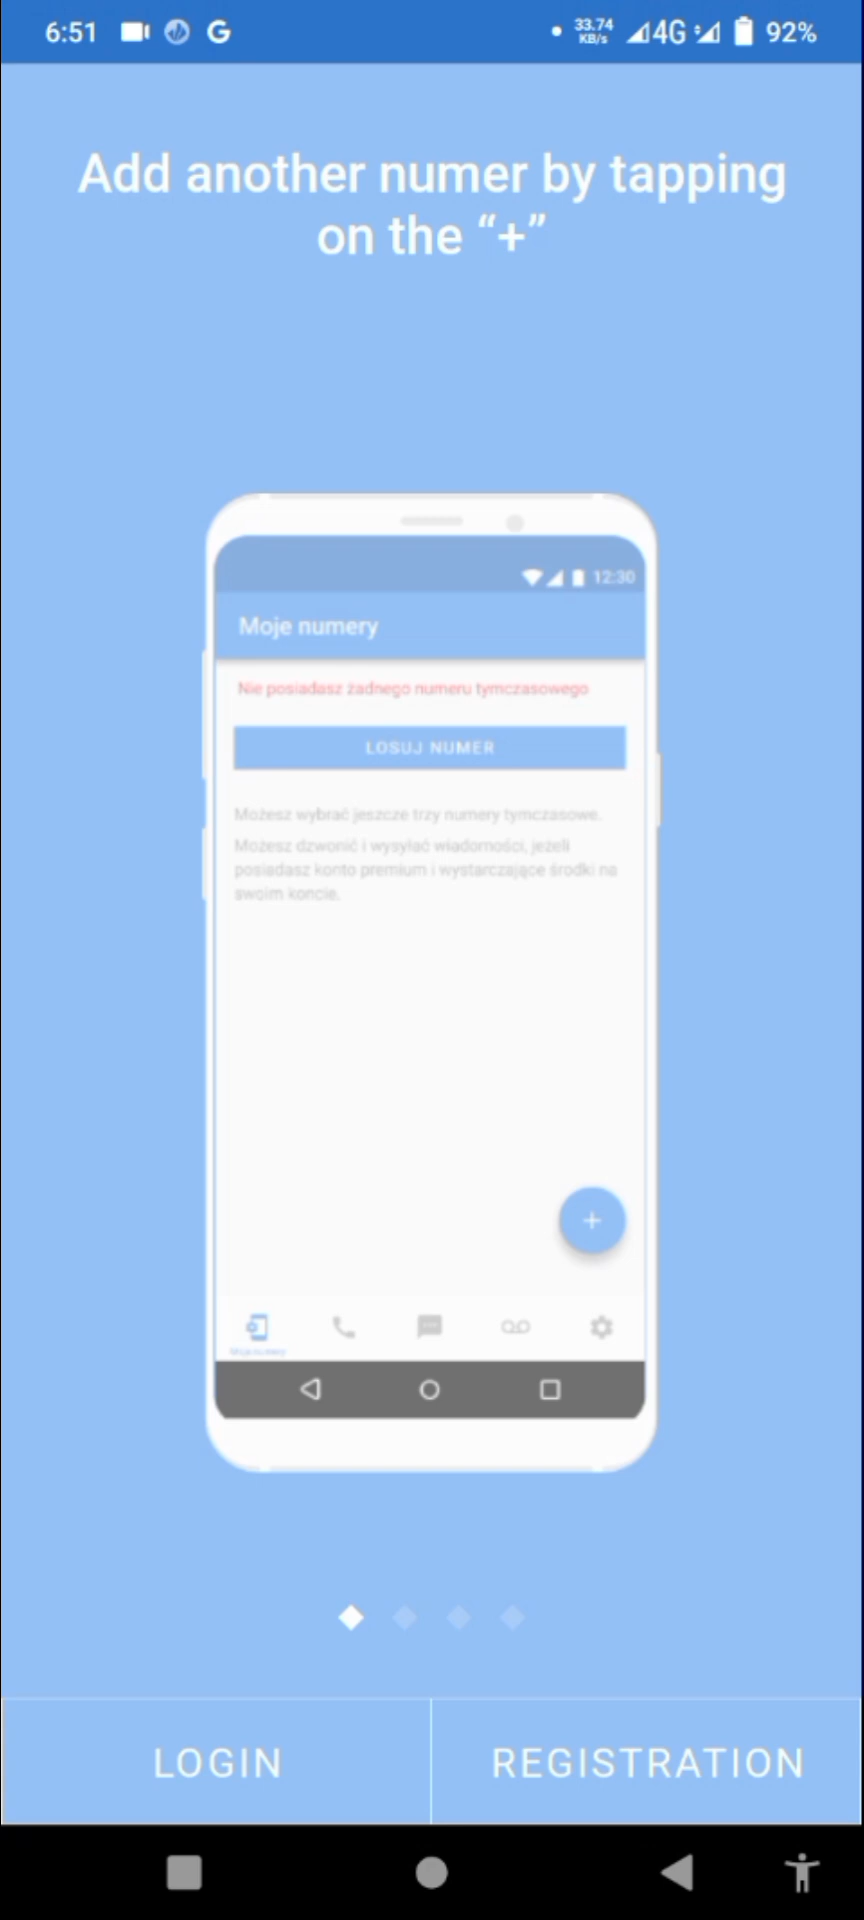 6:51
33.74
KB/s
4G
92%
Add another numer by tapping
on the “+”
12:30
Moje numery
Nie posiadasz żadnego numeru tymczasowego
LOSUJ NUMER
Możesz wybrać jeszcze trzy numery tymczasowe.
Możesz dzwonić i wysyłać wiadomości, jeżeli
posiadasz konto premium i wystarczające środki na
swoim koncie.
Moje numery
LOGIN
REGISTRATION